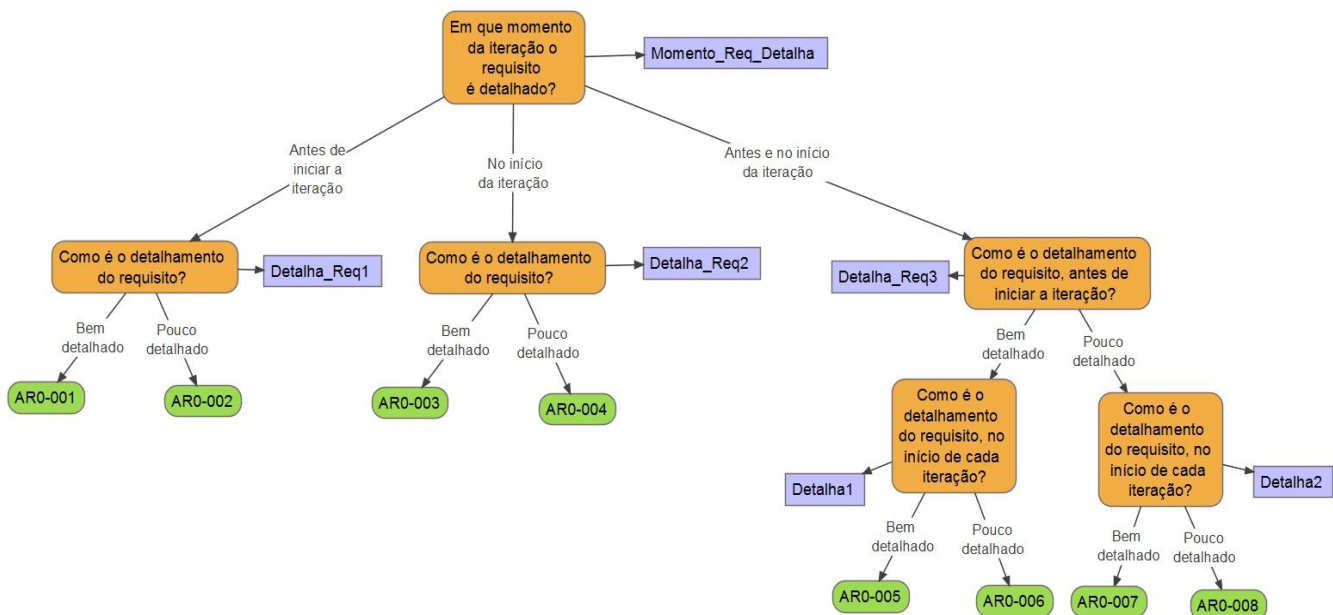 Em que momento
da iteração o
requisito
é detalhado?
Momento_Req_Detalha
Antes de
iniciar a
iteração
No início
da iteração
Antes e no início
da iteração
Como é o detalhamento
do requisito?
Detalha_Req1
Como é o detalhamento
do requisito?
Detalha_Req2
Detalha_Req3
Como é o detalhamento
do requisito, antes de
iniciar a iteração?
Bem
detalhado
Pouco
detalhado
Bem
detalhado
Pouco
detalhado
Bem
detalhado
Pouco
detalhado
AR0-001
AR0-002
AR0-003
AR0-004
Como é o
detalhamento
do requisito, no
início de cada
iteração?
Como é o
detalhamento
do requisito, no
início de cada
iteração?
Detalha1
Detalha2
Bem
detalhado
Pouco
detalhado
Bem
detalhado
Pouco
detalhado
AR0-005
AR0-006
AR0-007
AR0-008